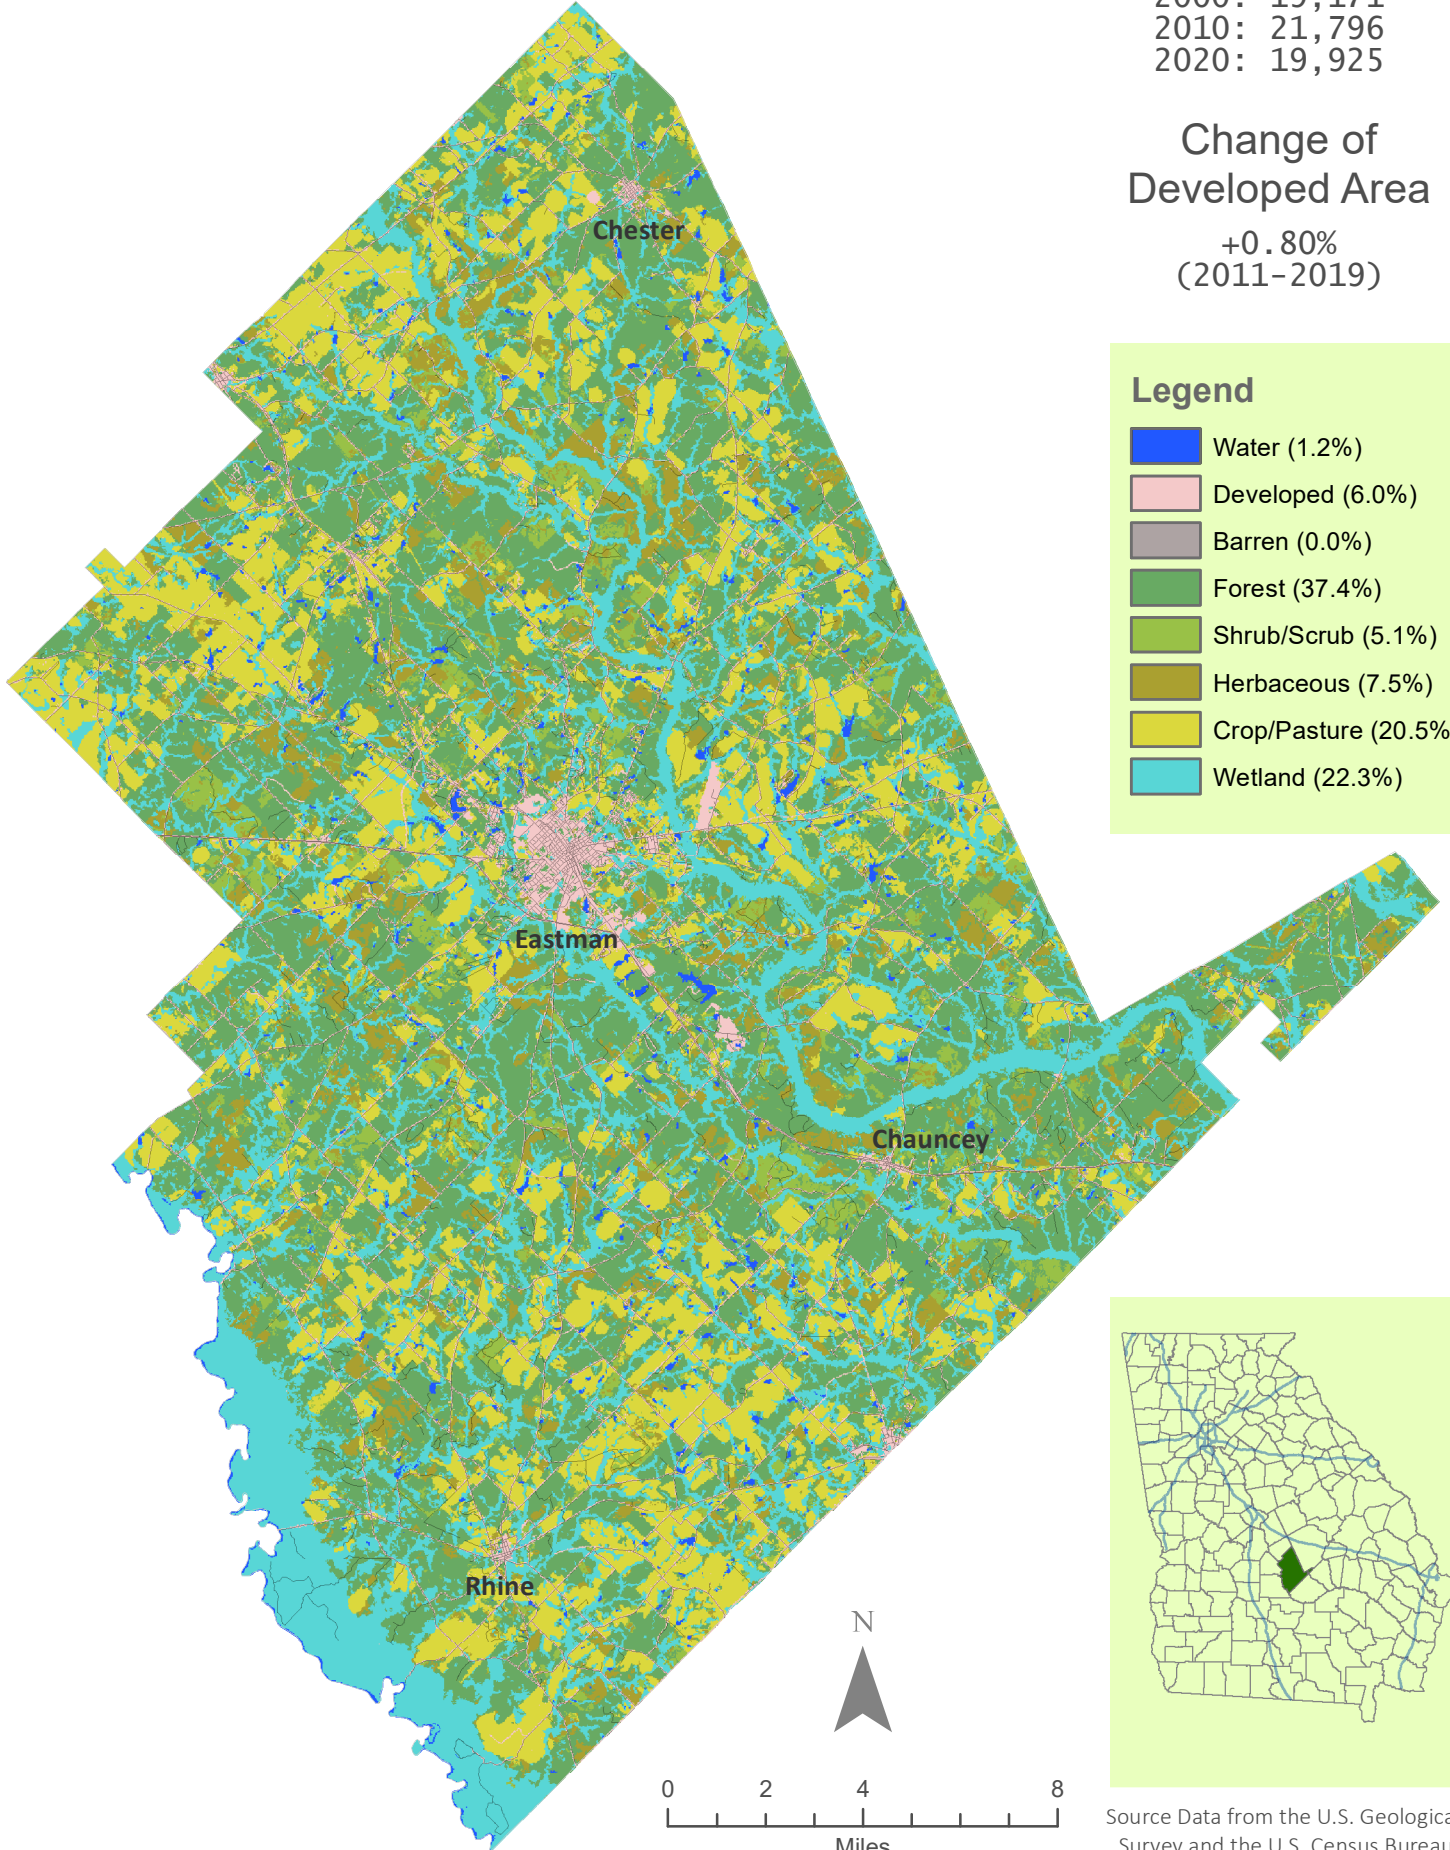 2000: 19,171
2010: 21,796
2020: 19,925
Change of
Developed Area
+0.80%
(2011-2019)
Chester
Legend
Water (1.2%)
Developed (6.0%)
Barren (0.0%)
Forest (37.4%)
Shrub/Scrub (5.1%)
Herbaceous (7.5%)
Crop/Pasture (20.5%
Wetland (22.3%)
Eastman
Chauncey
Rhine
N
0 2 4 8
Miles
Source Data from the U.S. Geologica
Survey and the U.S. Census Bureau